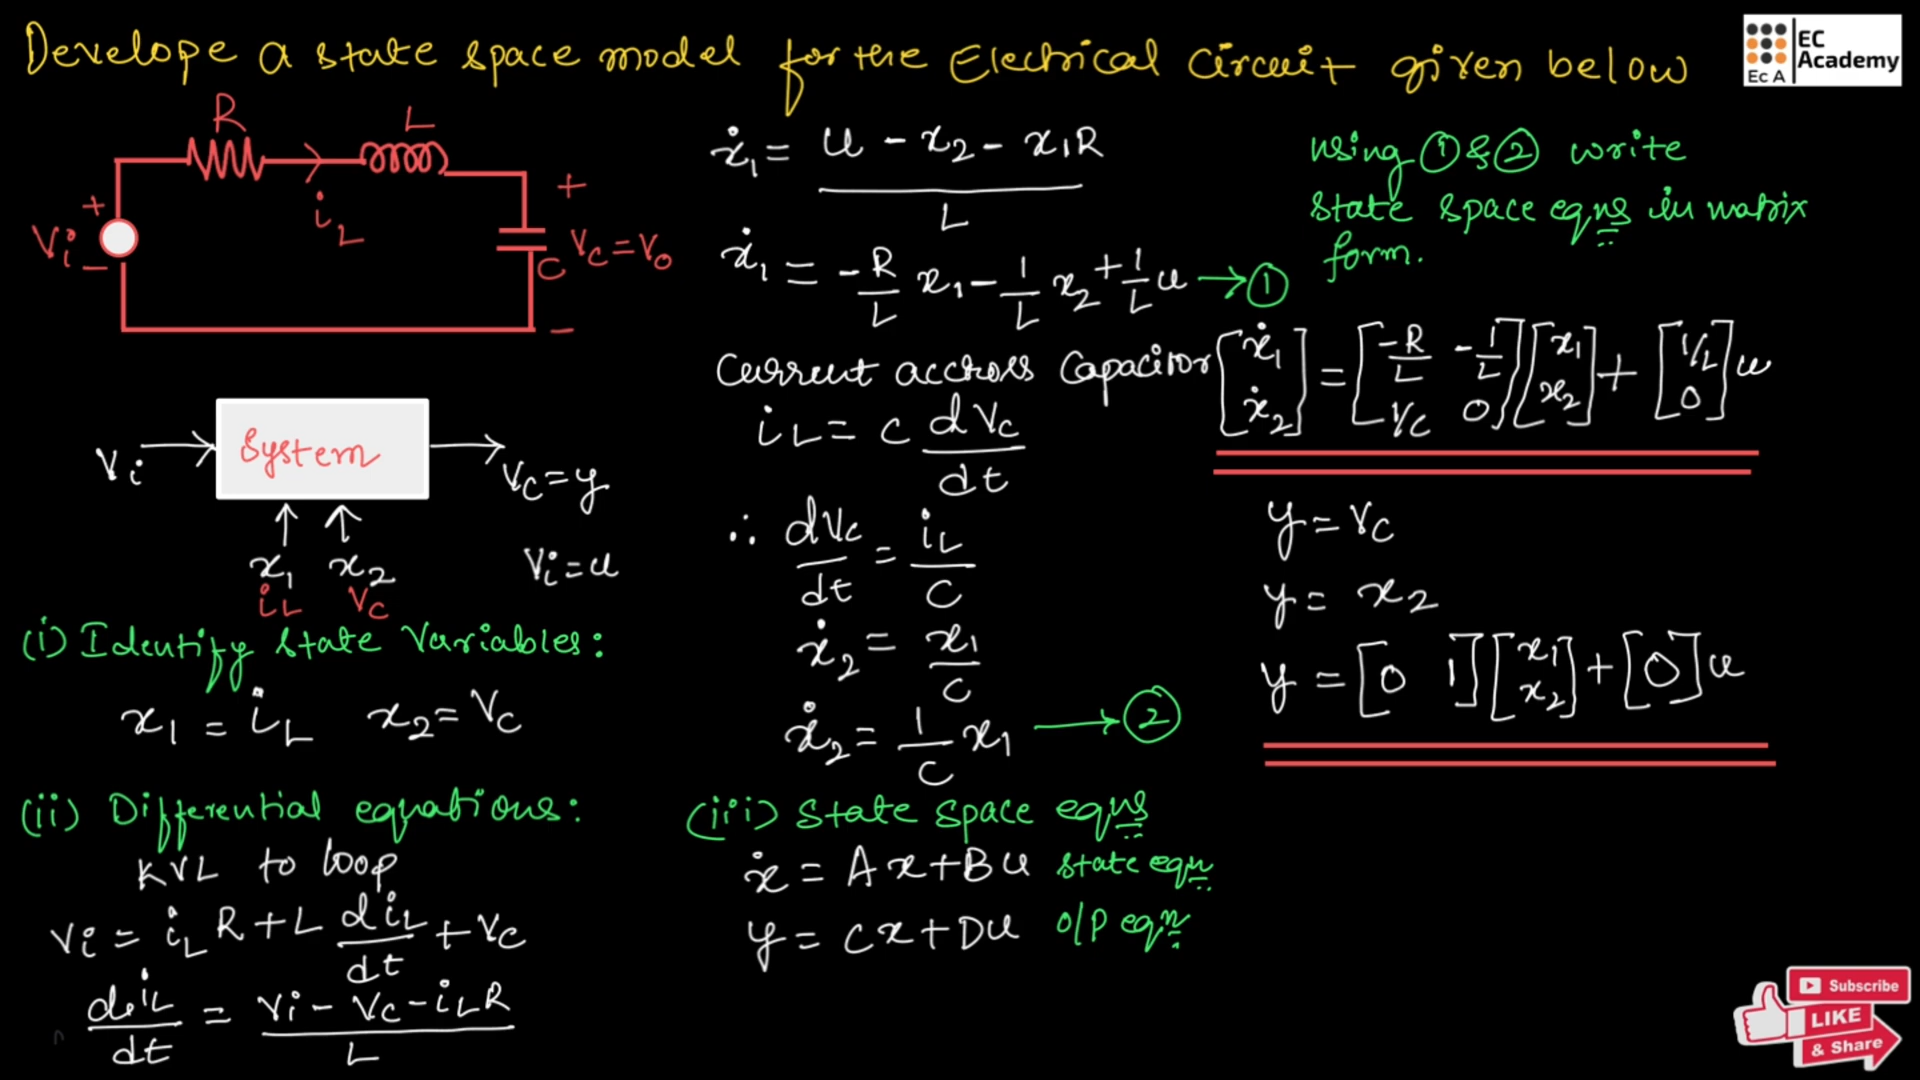 Develope a state space model for the Electrical Circuit given below
EC Academy
Ec A
R
L
+
Vi
-
iL
+
C Vc = Vo
-
Vi
System
Vc = y
x1 x2
iL Vc
Vi = u
(i) Identify state variables:
x1 = iL x2 = Vc
(ii) Differential equations:
KVL to loop
Vi = iL R + L diL/dt + Vc
diL/dt = (Vi - Vc - iL R)/L
ẋ1 = (u - x2 - x1R)/L
ẋ1 = -R/L x1 - 1/L x2 + 1/L u → ①
Current accross Capacitor
iL = C dVc/dt
∴ dVc/dt = iL/C
ẋ2 = x1/C
ẋ2 = 1/C x1 → ②
(iii) State space eqns
ẋ = Ax + Bu state eqn
y = Cx + Du O/P eqn
using ① & ② write
state space eqns in matrix
form.
[ẋ1 ẋ2] = [-R/L -1/L 1/C 0] [x1 x2] + [1/L 0] u
y = Vc
y = x2
y = [0 1] [x1 x2] + [0] u
Subscribe
LIKE
& Share